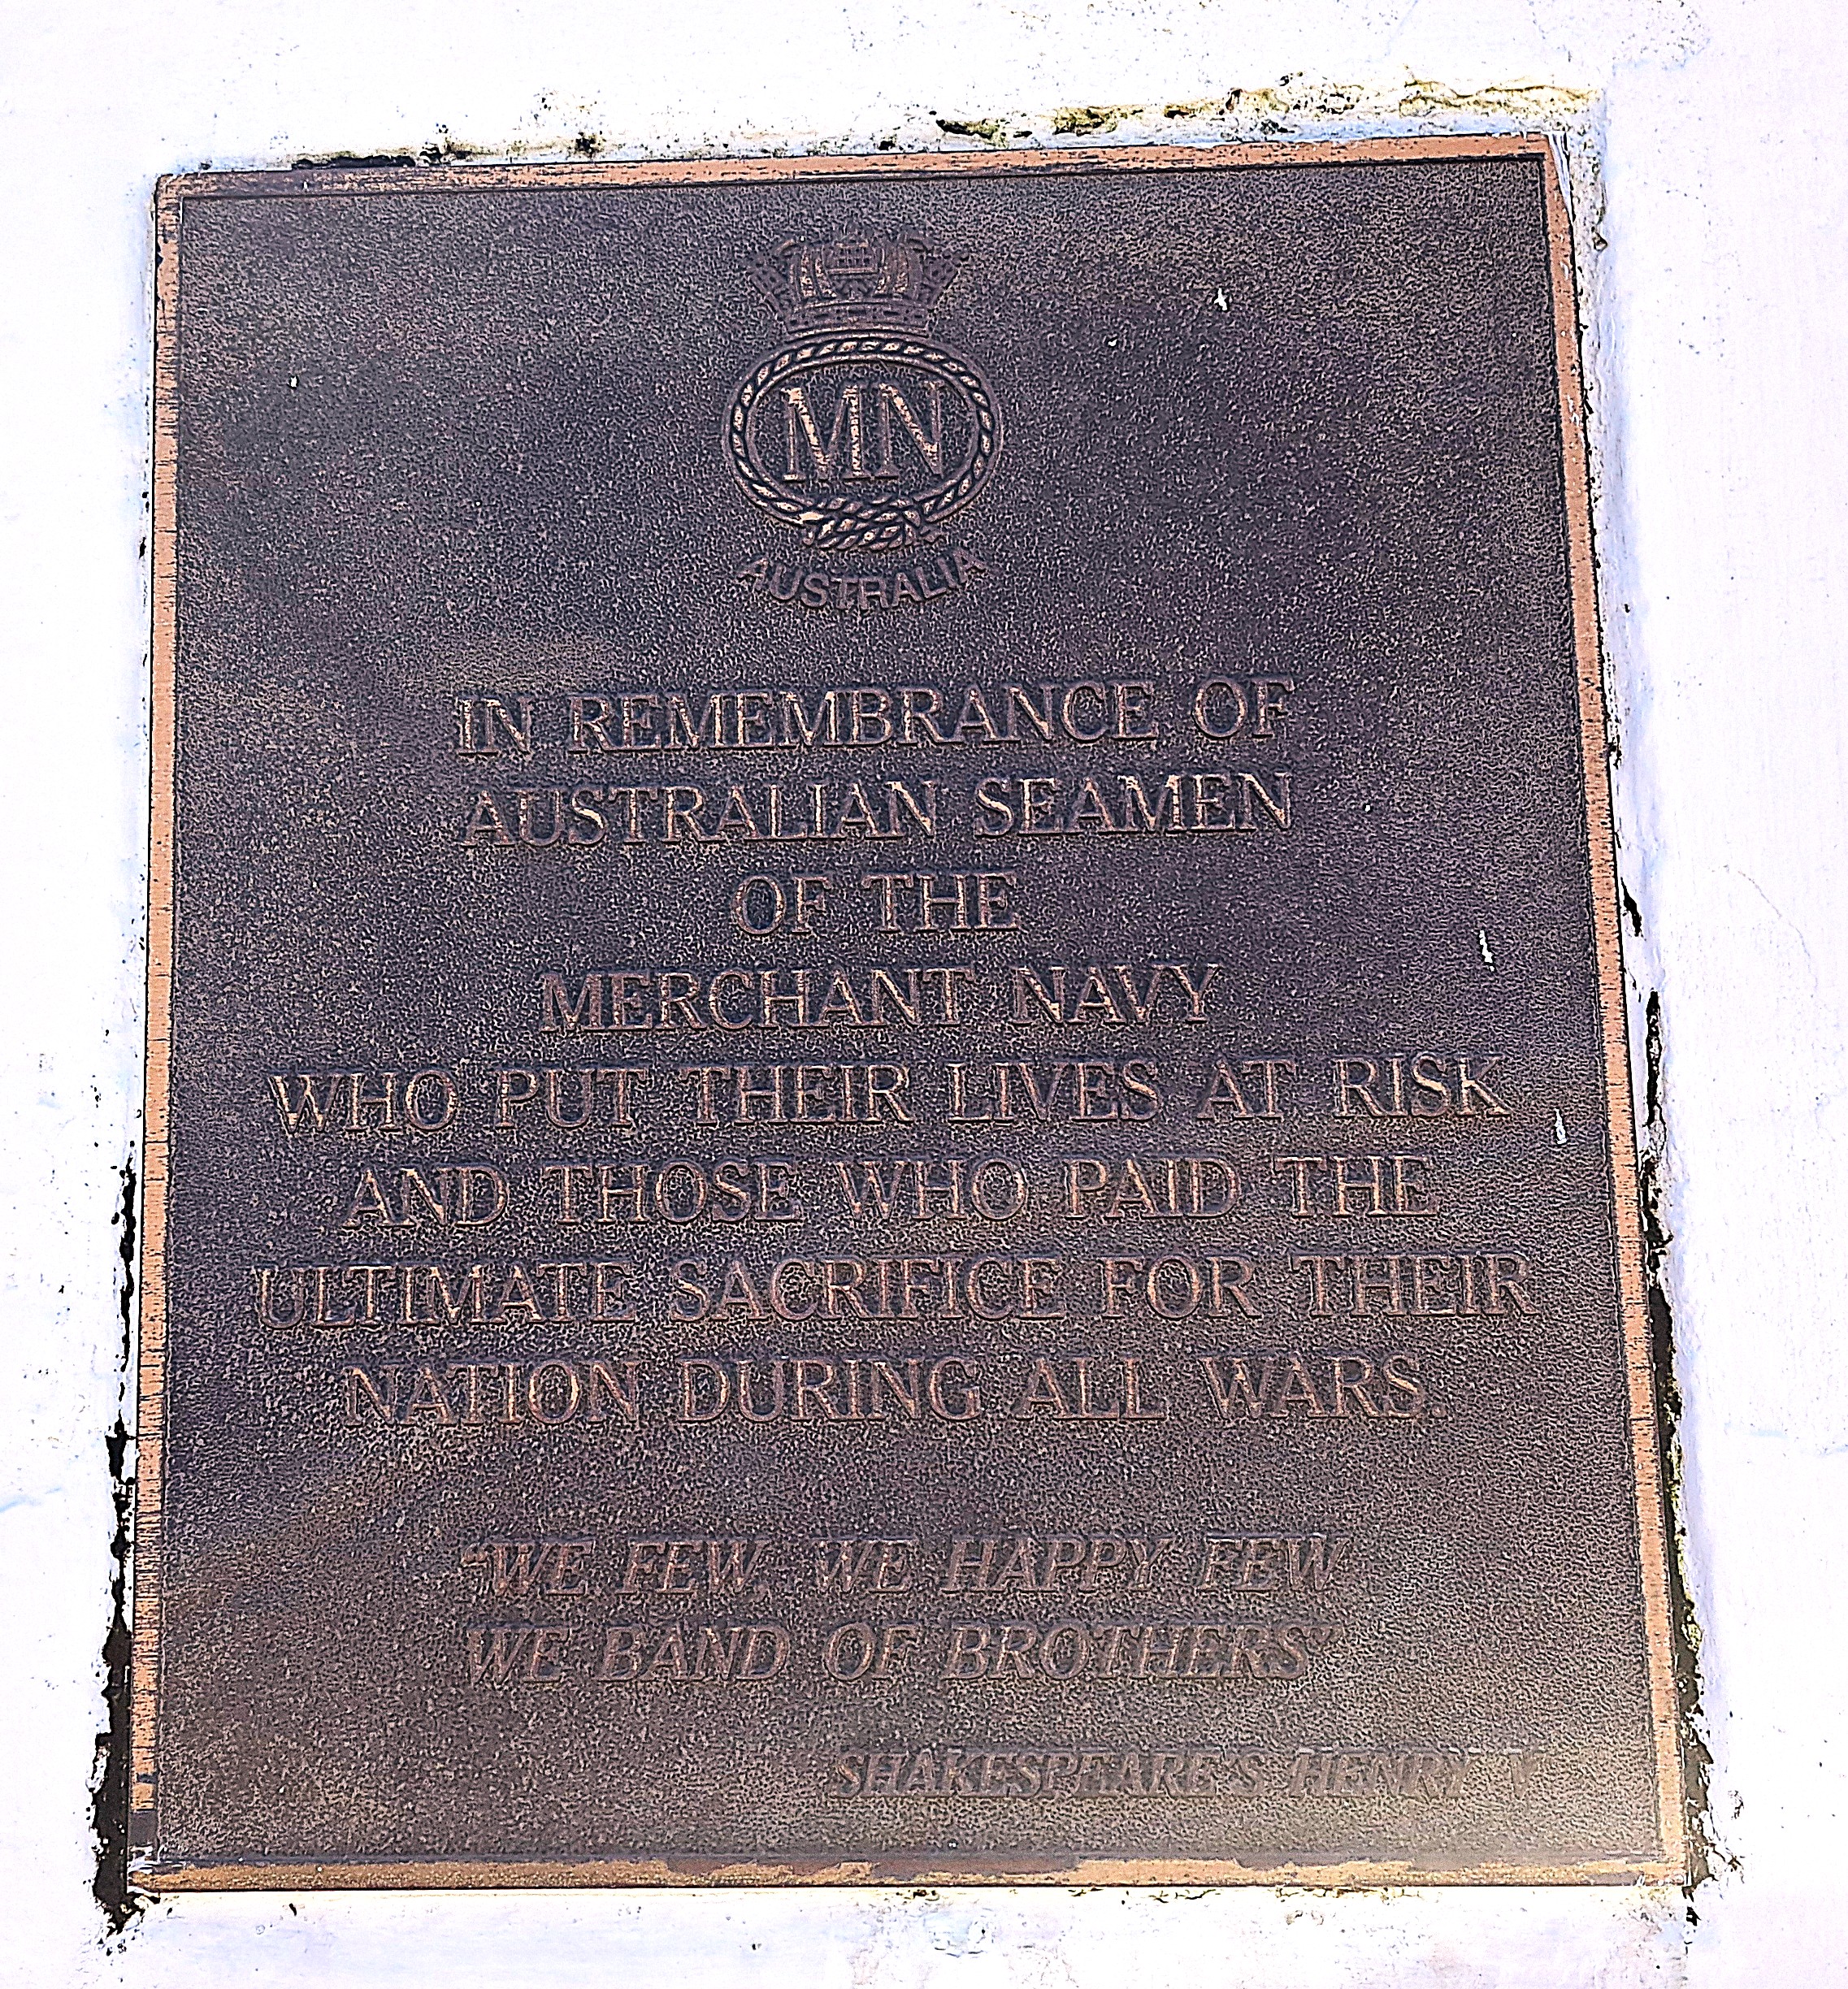 MN
AUSTRALIA
IN REMEMBRANCE OF
AUSTRALIAN SEAMEN
OF THE
MERCHANT NAVY
WHO PUT THEIR LIVES AT RISK
AND THOSE WHO PAID THE
ULTIMATE SACRIFICE FOR THEIR
NATION DURING ALL WARS.
"WE FEW, WE HAPPY FEW
WE BAND OF BROTHERS"
SHAKESPEARE'S HENRY V